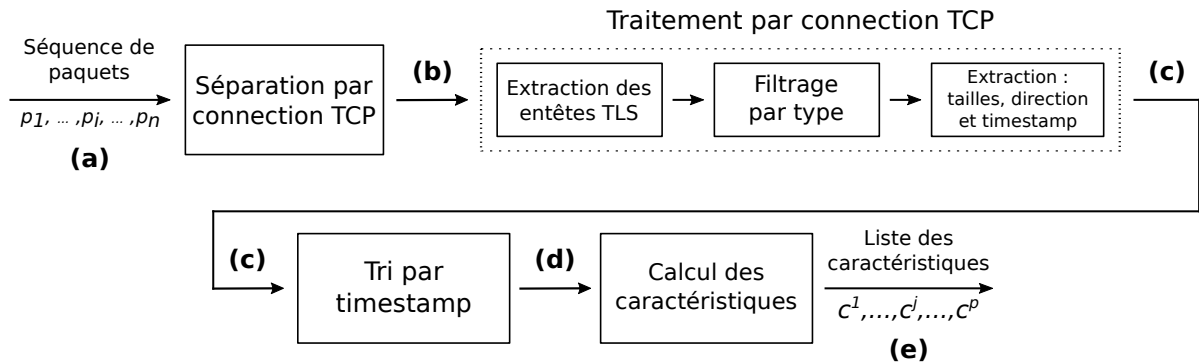 Traitement par connection TCP
Séquence de
paquets
p1, ... ,pi, ... ,pn
(a)
Séparation par
connection TCP
(b)
Extraction des
entêtes TLS
Filtrage
par type
Extraction :
tailles, direction
et timestamp
(c)
(c)
Tri par
timestamp
(d)
Calcul des
caractéristiques
Liste des
caractéristiques
c1,...,cj,...,cp
(e)